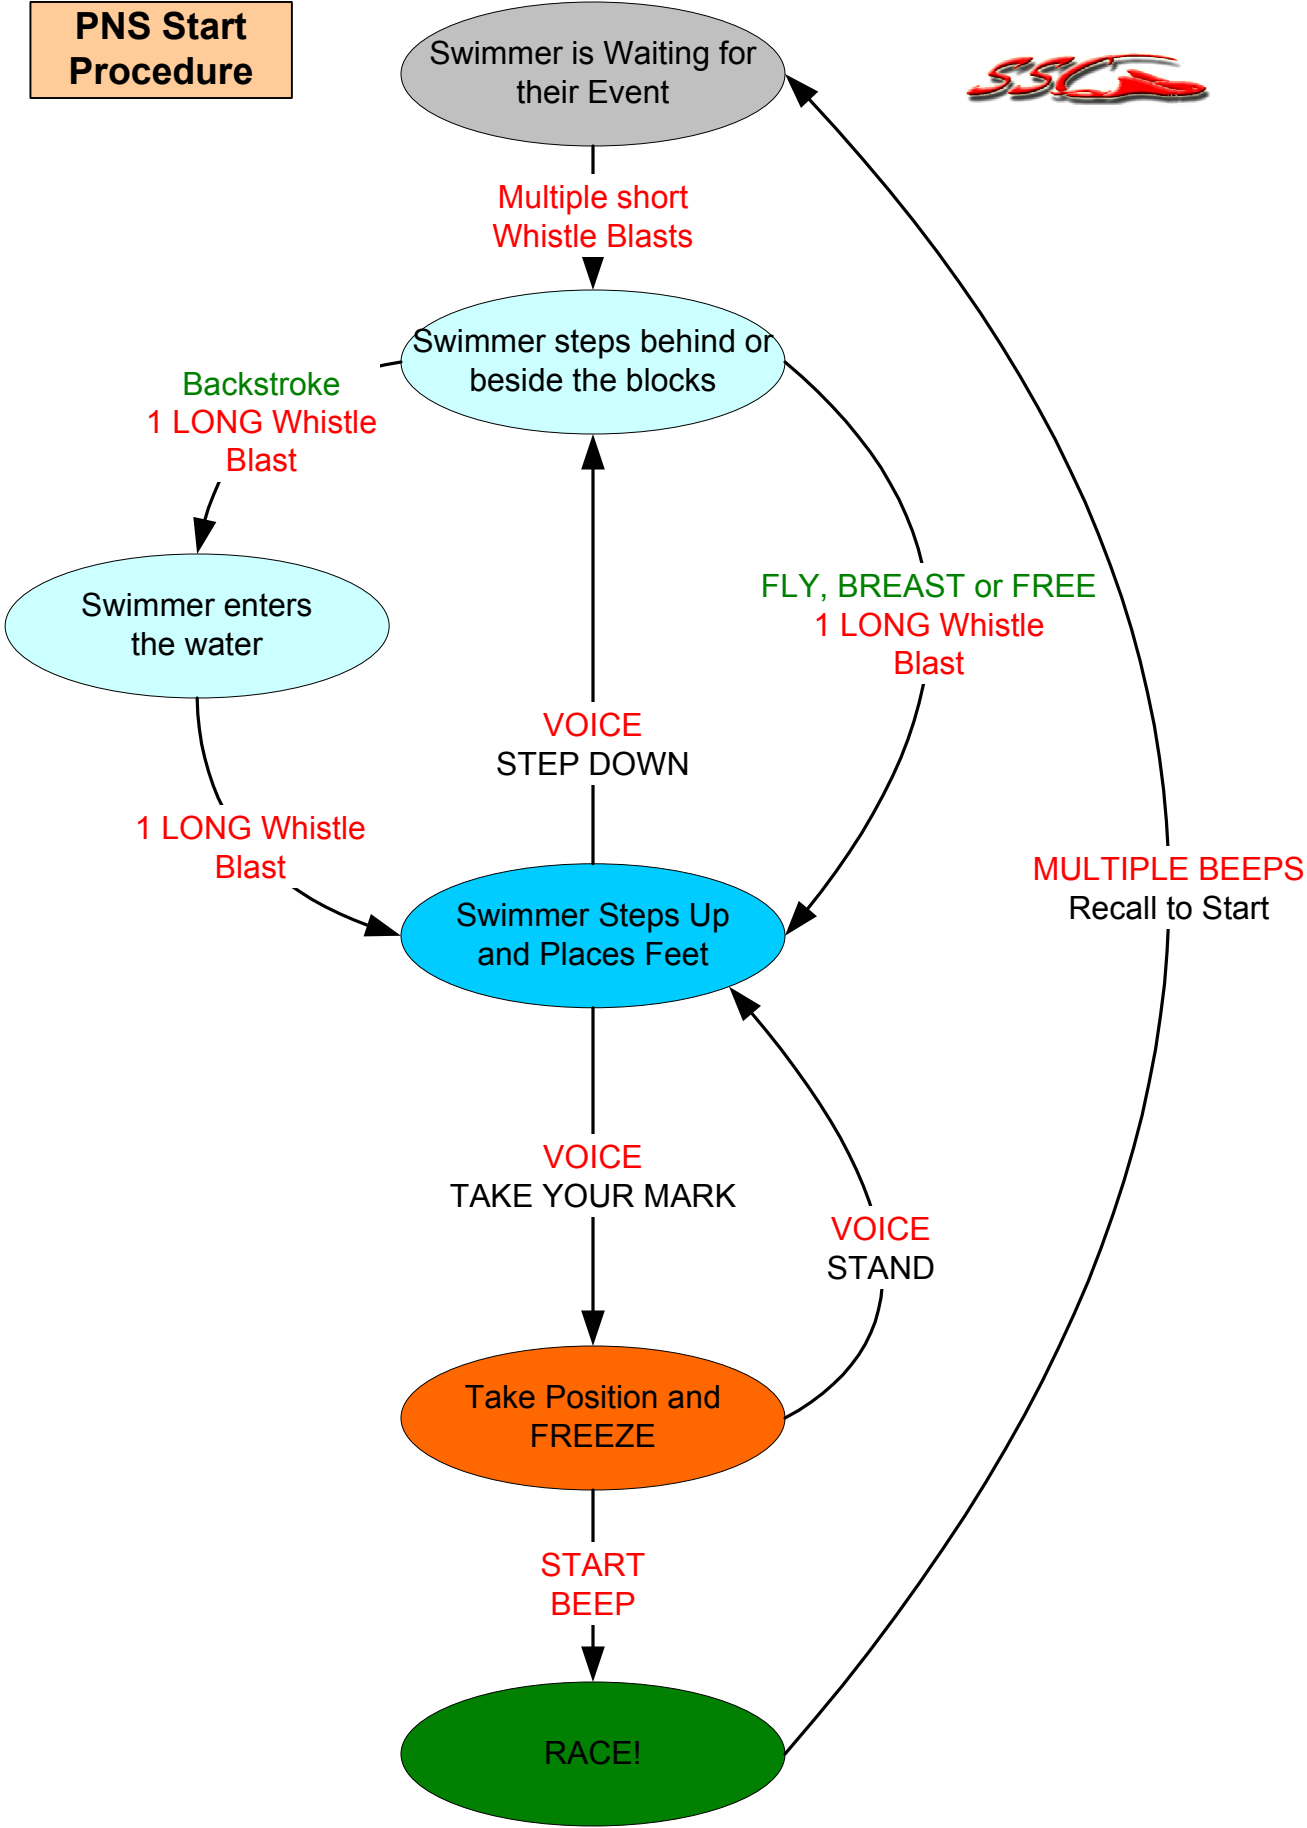 PNS Start
Procedure
Swimmer is Waiting for
their Event
SSC
Multiple short
Whistle Blasts
Swimmer steps behind or
beside the blocks
Backstroke
1 LONG Whistle
Blast
Swimmer enters
the water
FLY, BREAST or FREE
1 LONG Whistle
Blast
VOICE
STEP DOWN
1 LONG Whistle
Blast
MULTIPLE BEEPS
Recall to Start
Swimmer Steps Up
and Places Feet
VOICE
TAKE YOUR MARK
VOICE
STAND
Take Position and
FREEZE
START
BEEP
RACE!